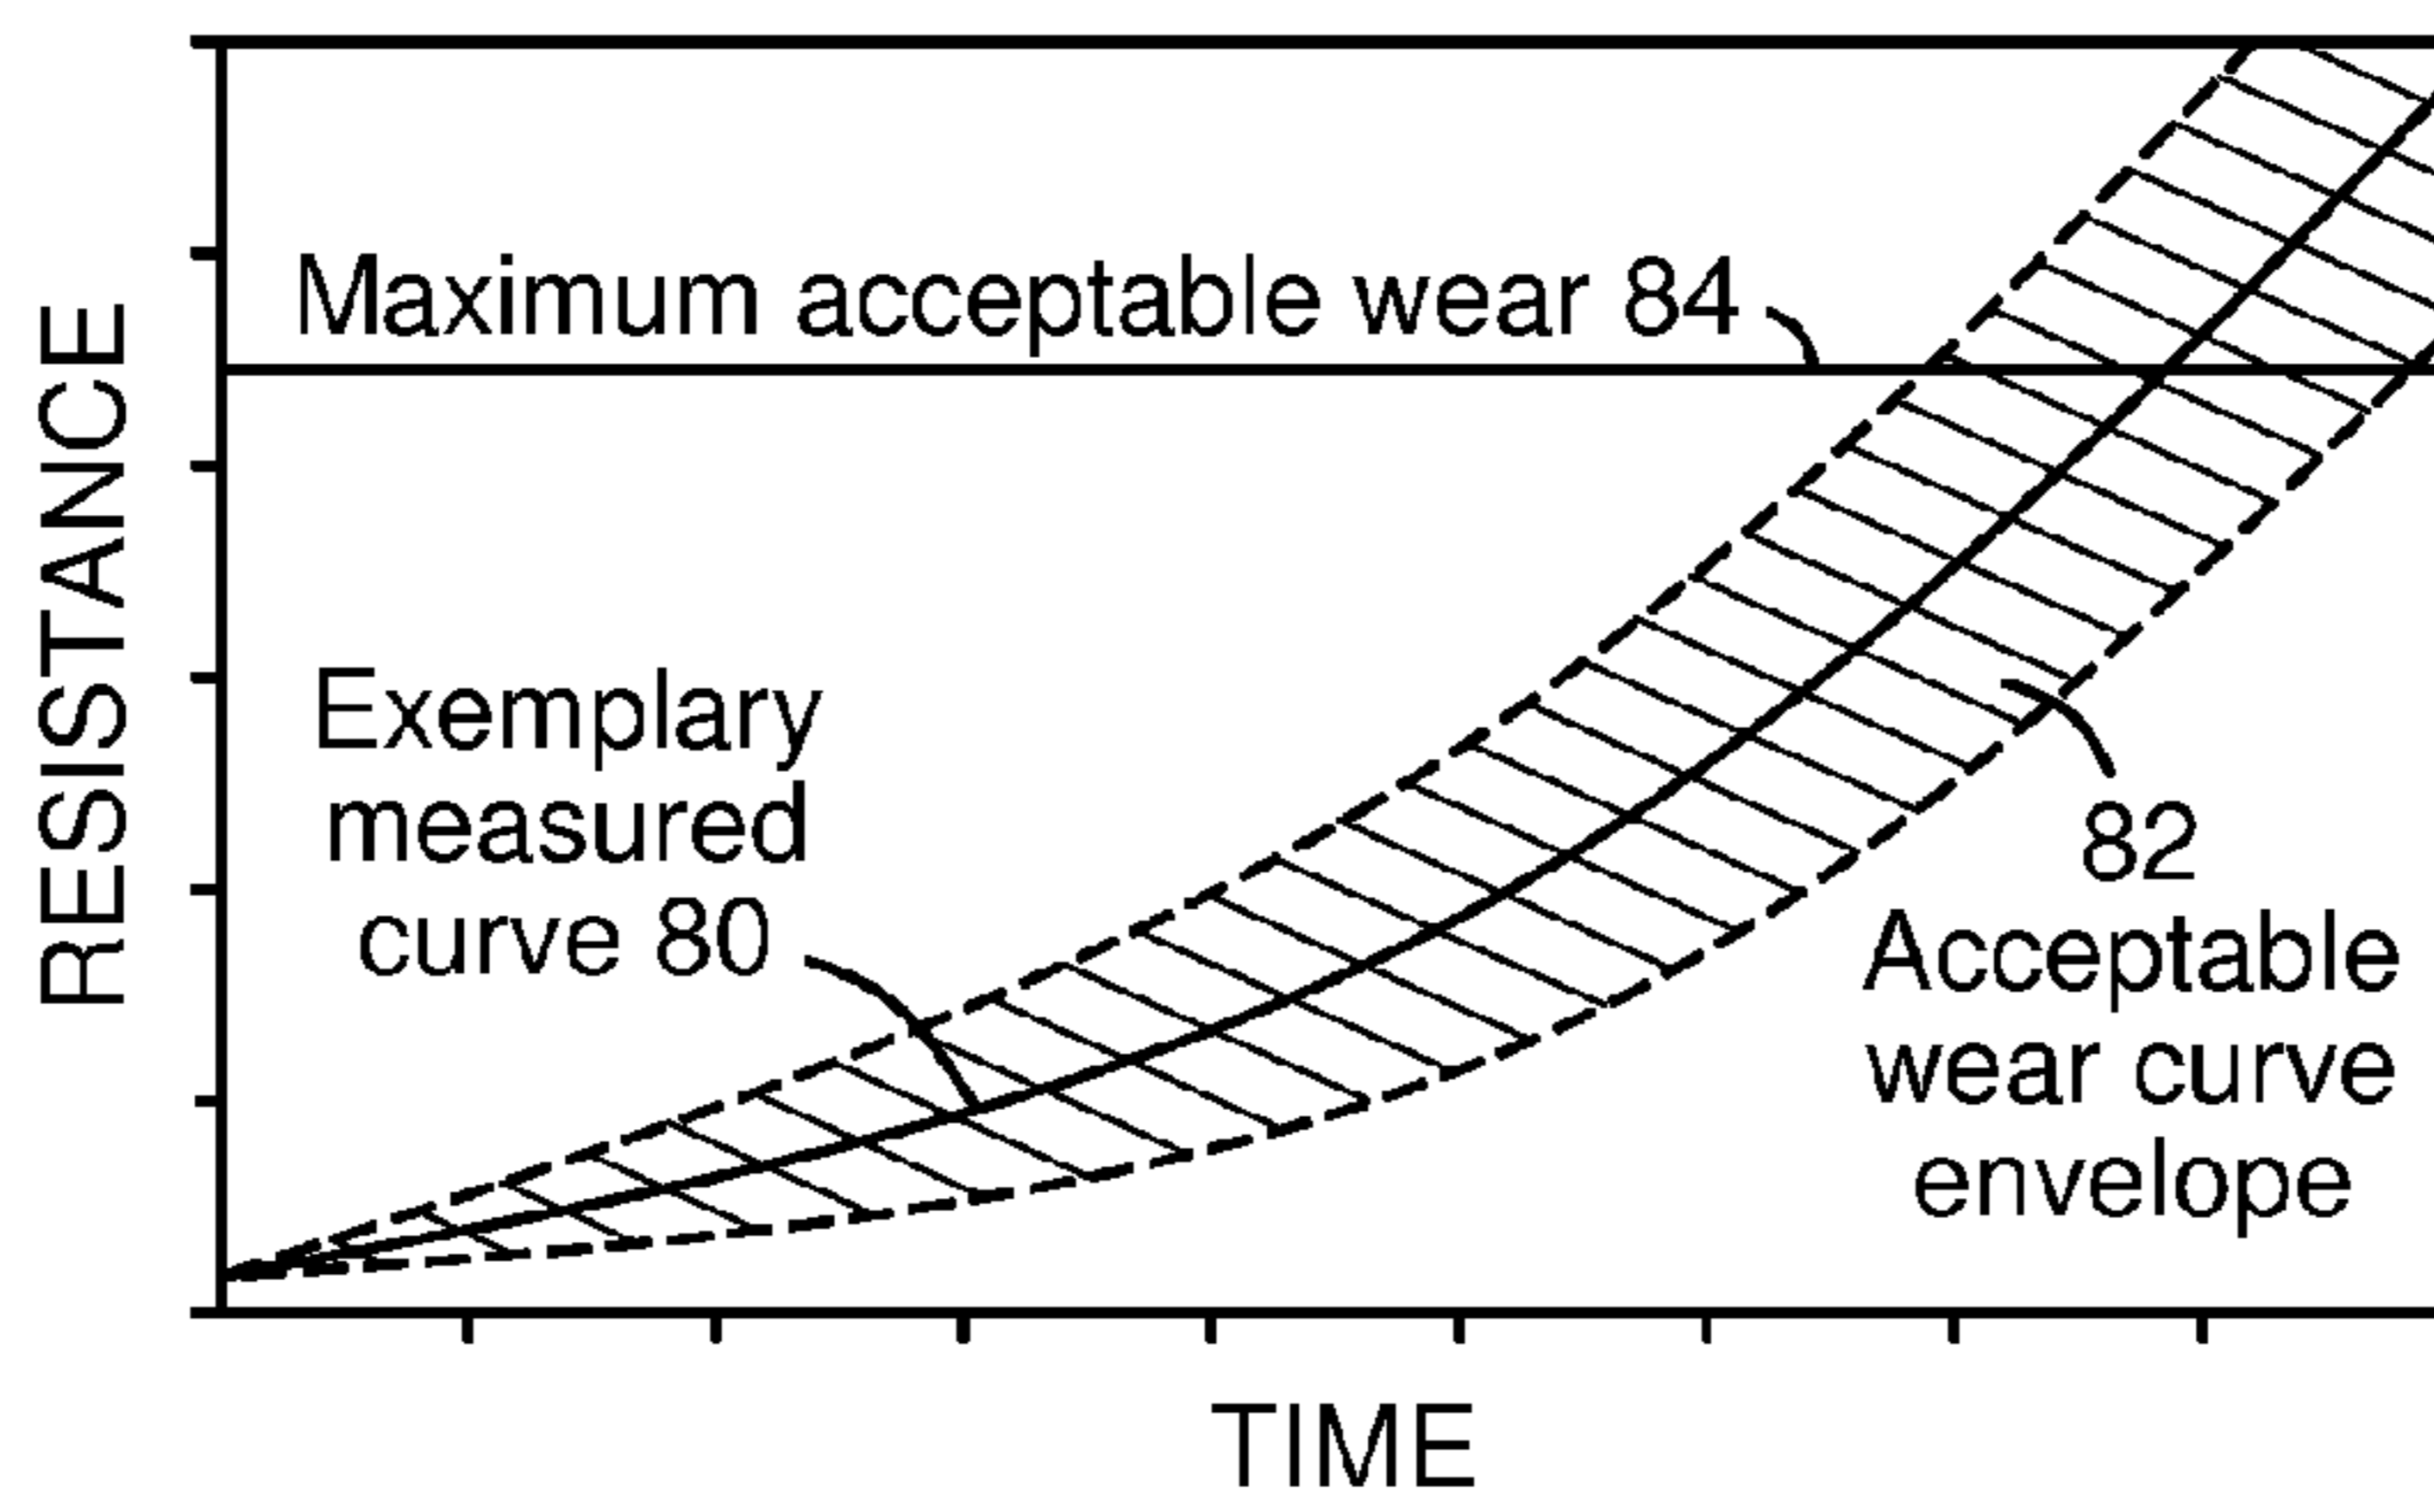 RESISTANCE
Maximum acceptable wear 84
Exemplary
measured
curve 80
82
Acceptable
wear curve
envelope
TIME